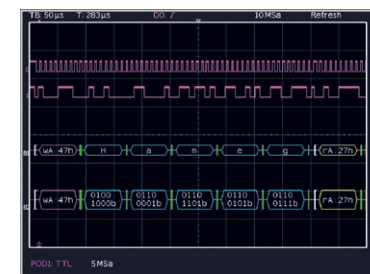 TB: 50µs T: 283µs D0: / 10MSa Refresh
wA:47h H a m e g rA:27h
B2 wA:47h 0100 1000b 0110 0001b 0110 1101b 0110 0101b 0110 0111b rA:27h
POD1: TTL 5MSa